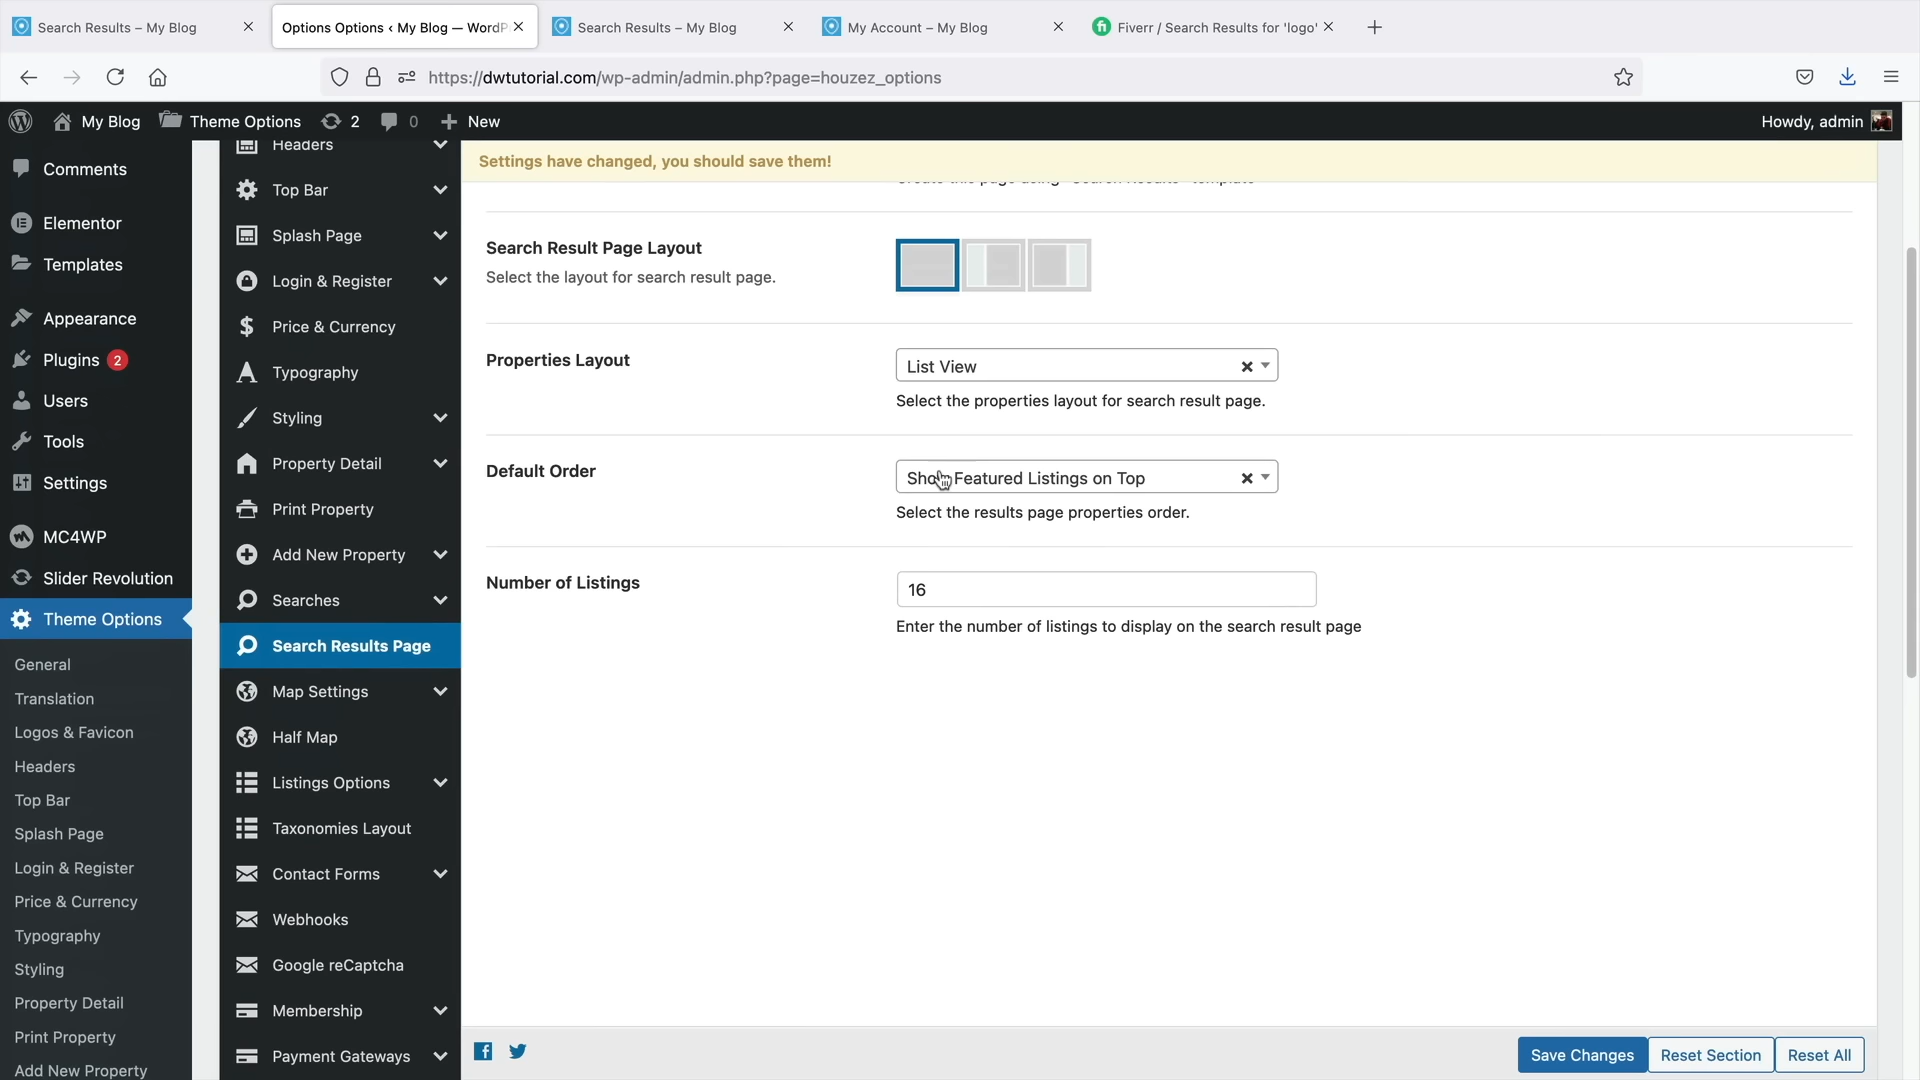 Search Results – My Blog
Options Options ‹ My Blog — WordP
Search Results – My Blog
My Account – My Blog
Fiverr / Search Results for 'logo'
https://dwtutorial.com/wp-admin/admin.php?page=houzez_options
My Blog
Theme Options
2
0
New
Howdy, admin
Comments
Elementor
Templates
Appearance
Plugins 2
Users
Tools
Settings
MC4WP
Slider Revolution
Theme Options
General
Translation
Logos & Favicon
Headers
Top Bar
Splash Page
Login & Register
Price & Currency
Typography
Styling
Property Detail
Print Property
Add New Property
Headers
Top Bar
Splash Page
Login & Register
Price & Currency
Typography
Styling
Property Detail
Print Property
Add New Property
Searches
Search Results Page
Map Settings
Half Map
Listings Options
Taxonomies Layout
Contact Forms
Webhooks
Google reCaptcha
Membership
Payment Gateways
Settings have changed, you should save them!
Search Result Page Layout
Select the layout for search result page.
Properties Layout
List View
Select the properties layout for search result page.
Default Order
Show Featured Listings on Top
Select the results page properties order.
Number of Listings
16
Enter the number of listings to display on the search result page
Save Changes
Reset Section
Reset All